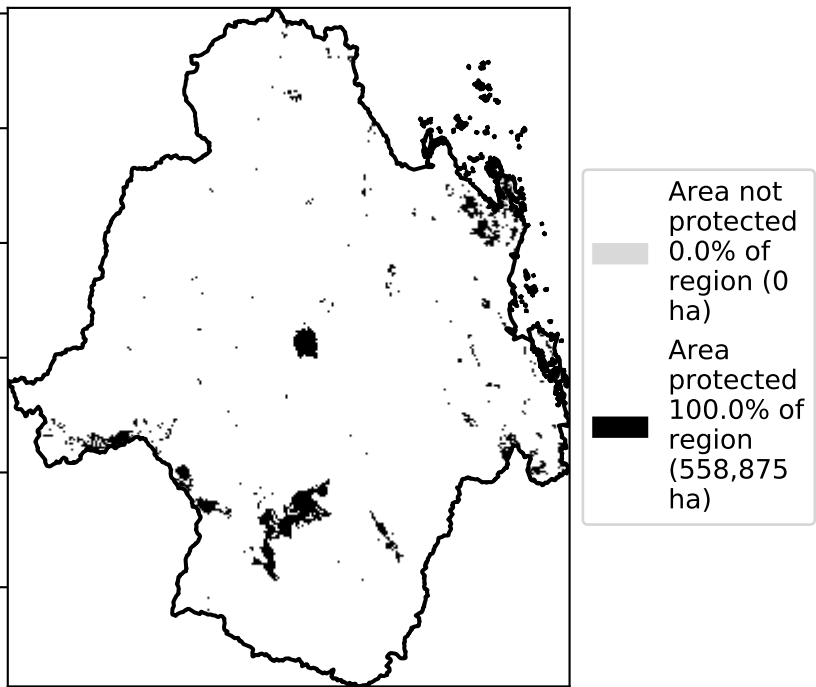 Area not
protected
0.0% of
region (0
ha)
Area
protected
100.0% of
region
(558,875
ha)